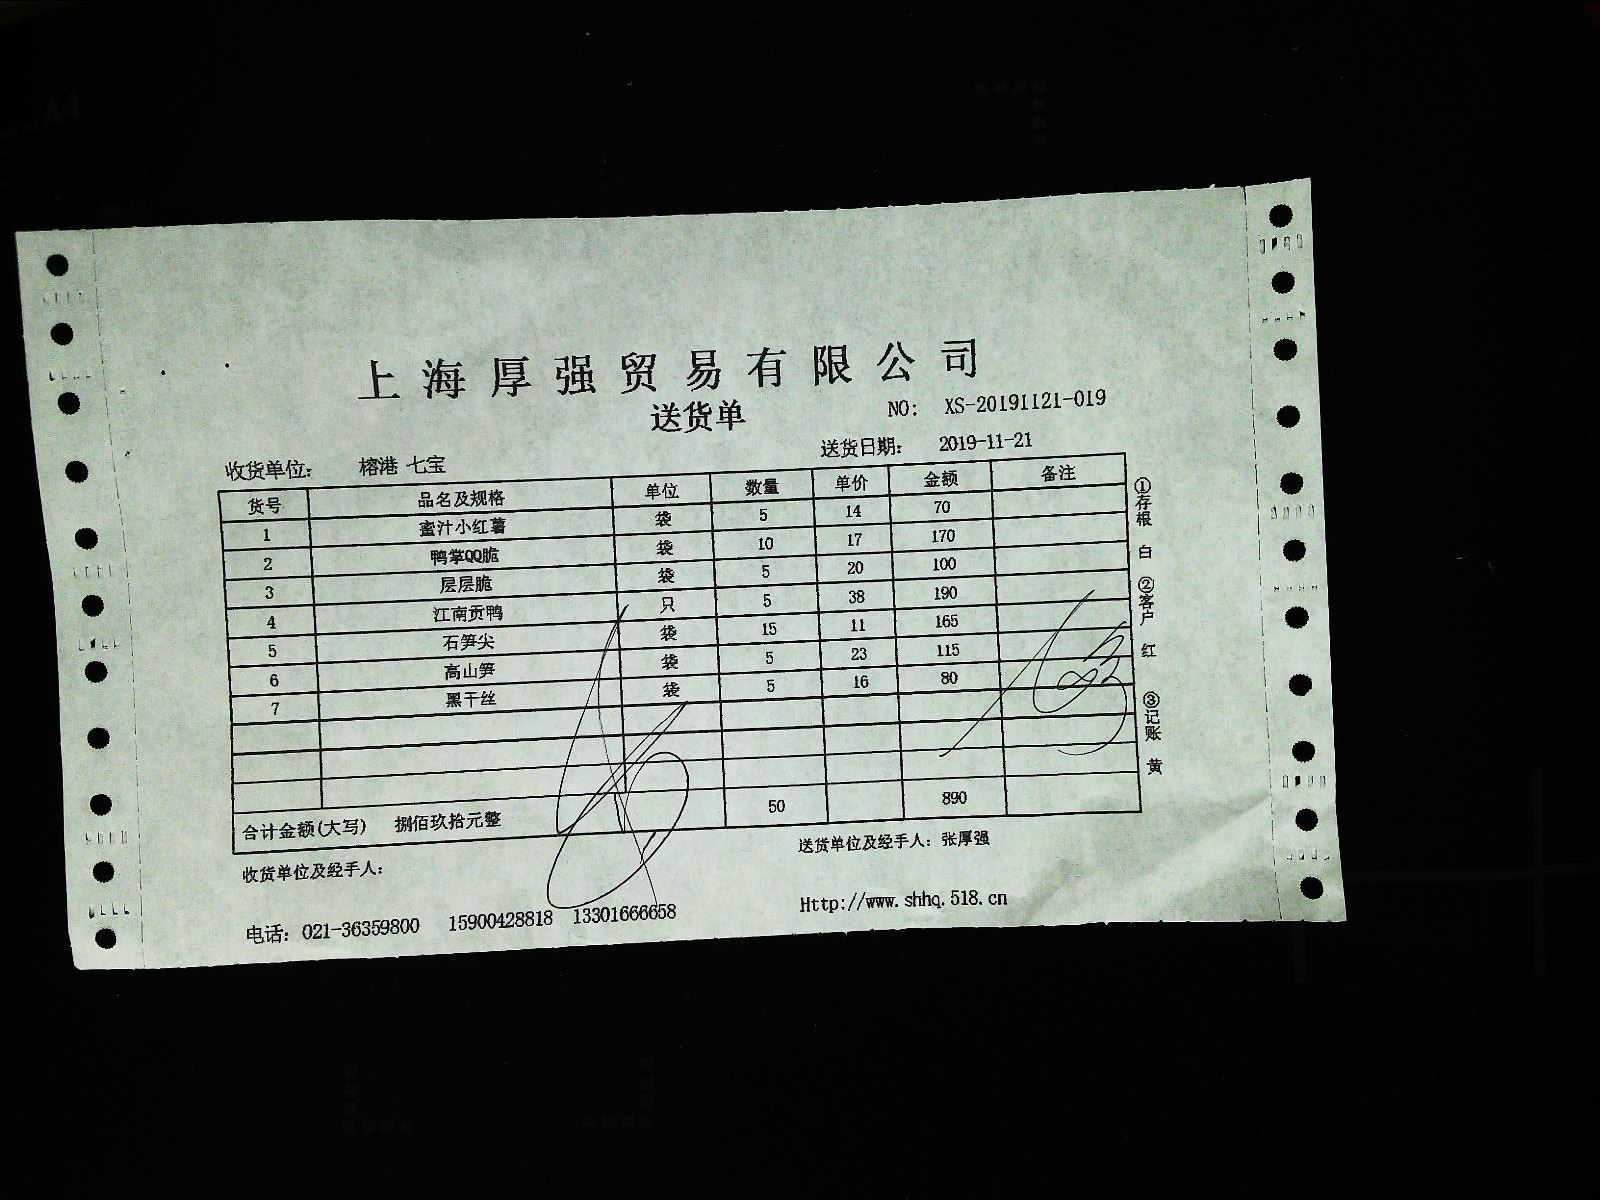 上海厚强贸易有限公司
送货单 NO: XS-20191121-019
收货单位: 榕港 七宝 送货日期: 2019-11-21
货号 品名及规格 单位 数量 单价 金额 备注
1 蜜汁小红薯 袋 5 14 70
2 鸭掌QQ脆 袋 10 17 170
3 层层脆 袋 5 20 100
4 江南贡鸭 只 5 38 190
5 石笋尖 袋 15 11 165
6 高山笋 袋 5 23 115
7 黑干丝 袋 5 16 80
合计金额(大写) 捌佰玖拾元整 50 890
收货单位及经手人: 送货单位及经手人: 张厚强
电话: 021-36359800 15900428818 13301666658 Http://www.shhq.518.cn
①存根 白 ②客户 红 ③记账 黄